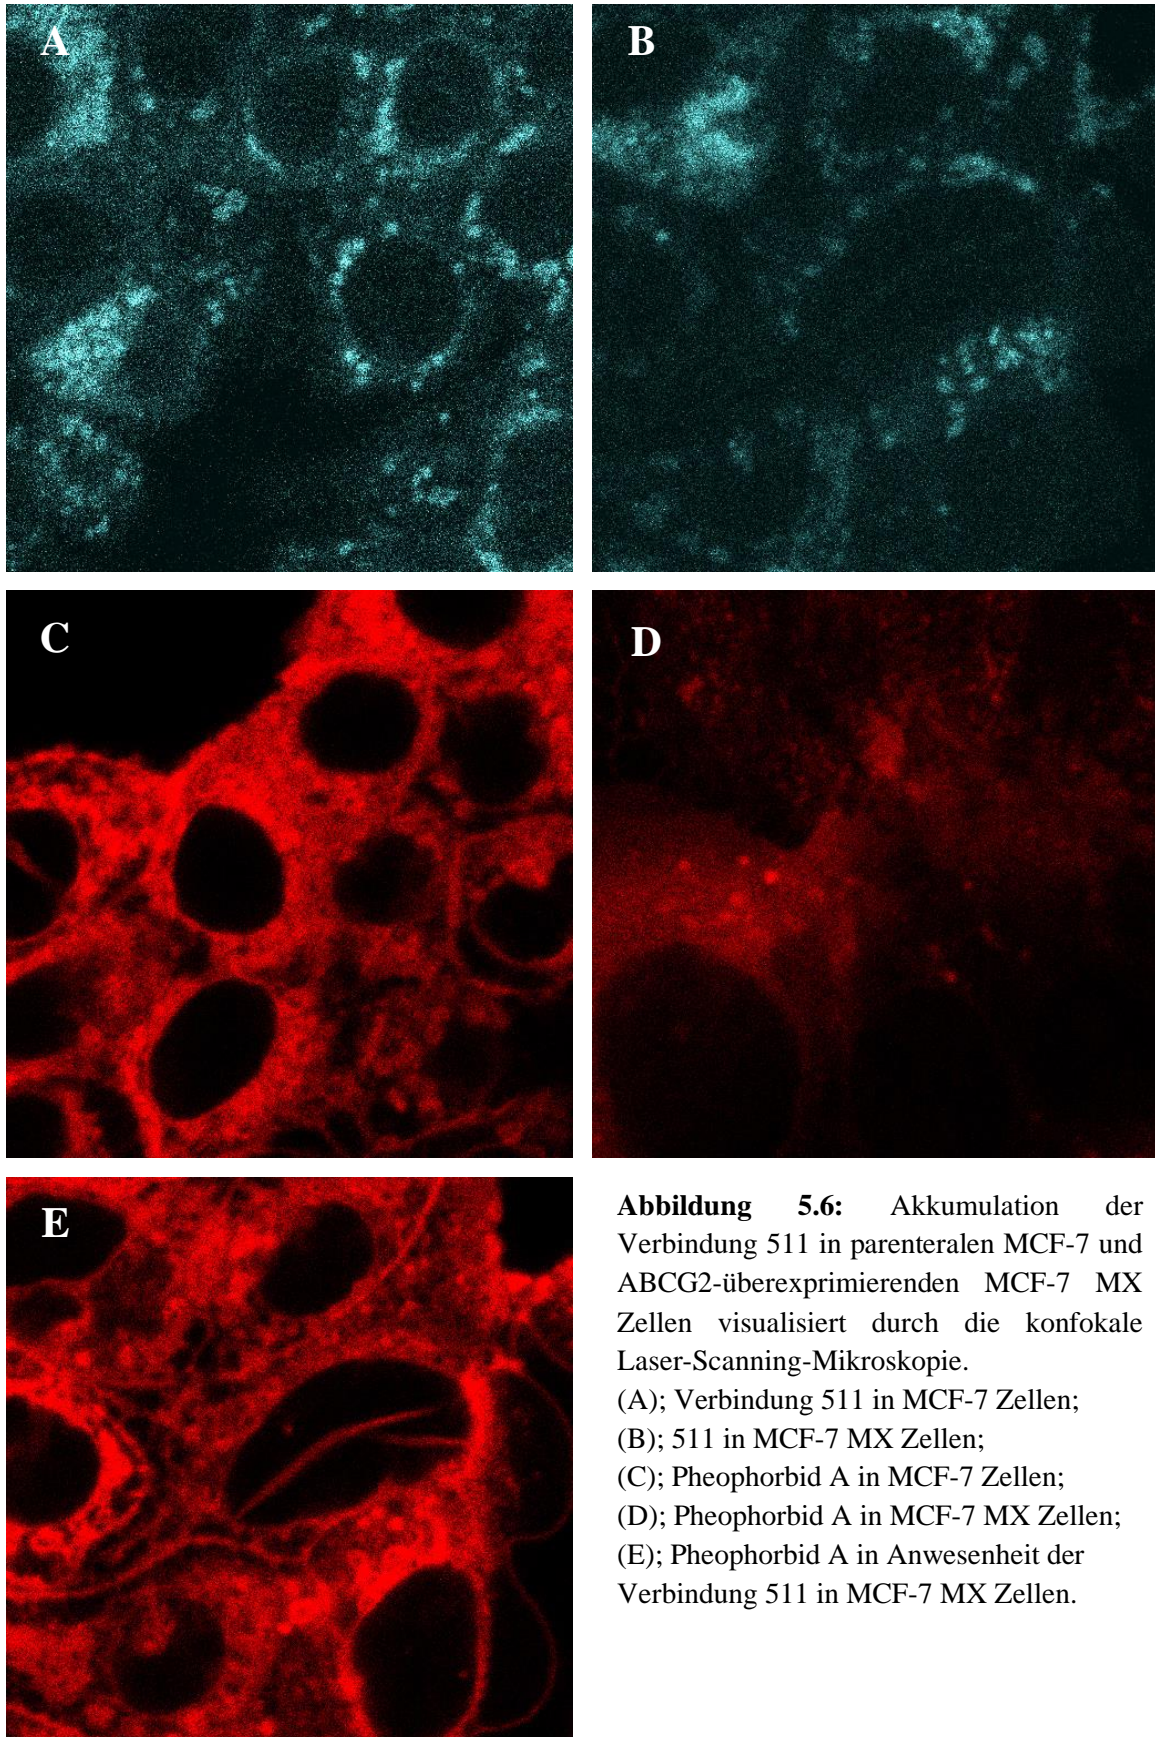 A
B
C
D
E
Abbildung 5.6: Akkumulation der
Verbindung 511 in parenteralen MCF-7 und
ABCG2-überexprimierenden MCF-7 MX
Zellen visualisiert durch die konfokale
Laser-Scanning-Mikroskopie.
(A); Verbindung 511 in MCF-7 Zellen;
(B); 511 in MCF-7 MX Zellen;
(C); Pheophorbid A in MCF-7 Zellen;
(D); Pheophorbid A in MCF-7 MX Zellen;
(E); Pheophorbid A in Anwesenheit der
Verbindung 511 in MCF-7 MX Zellen.